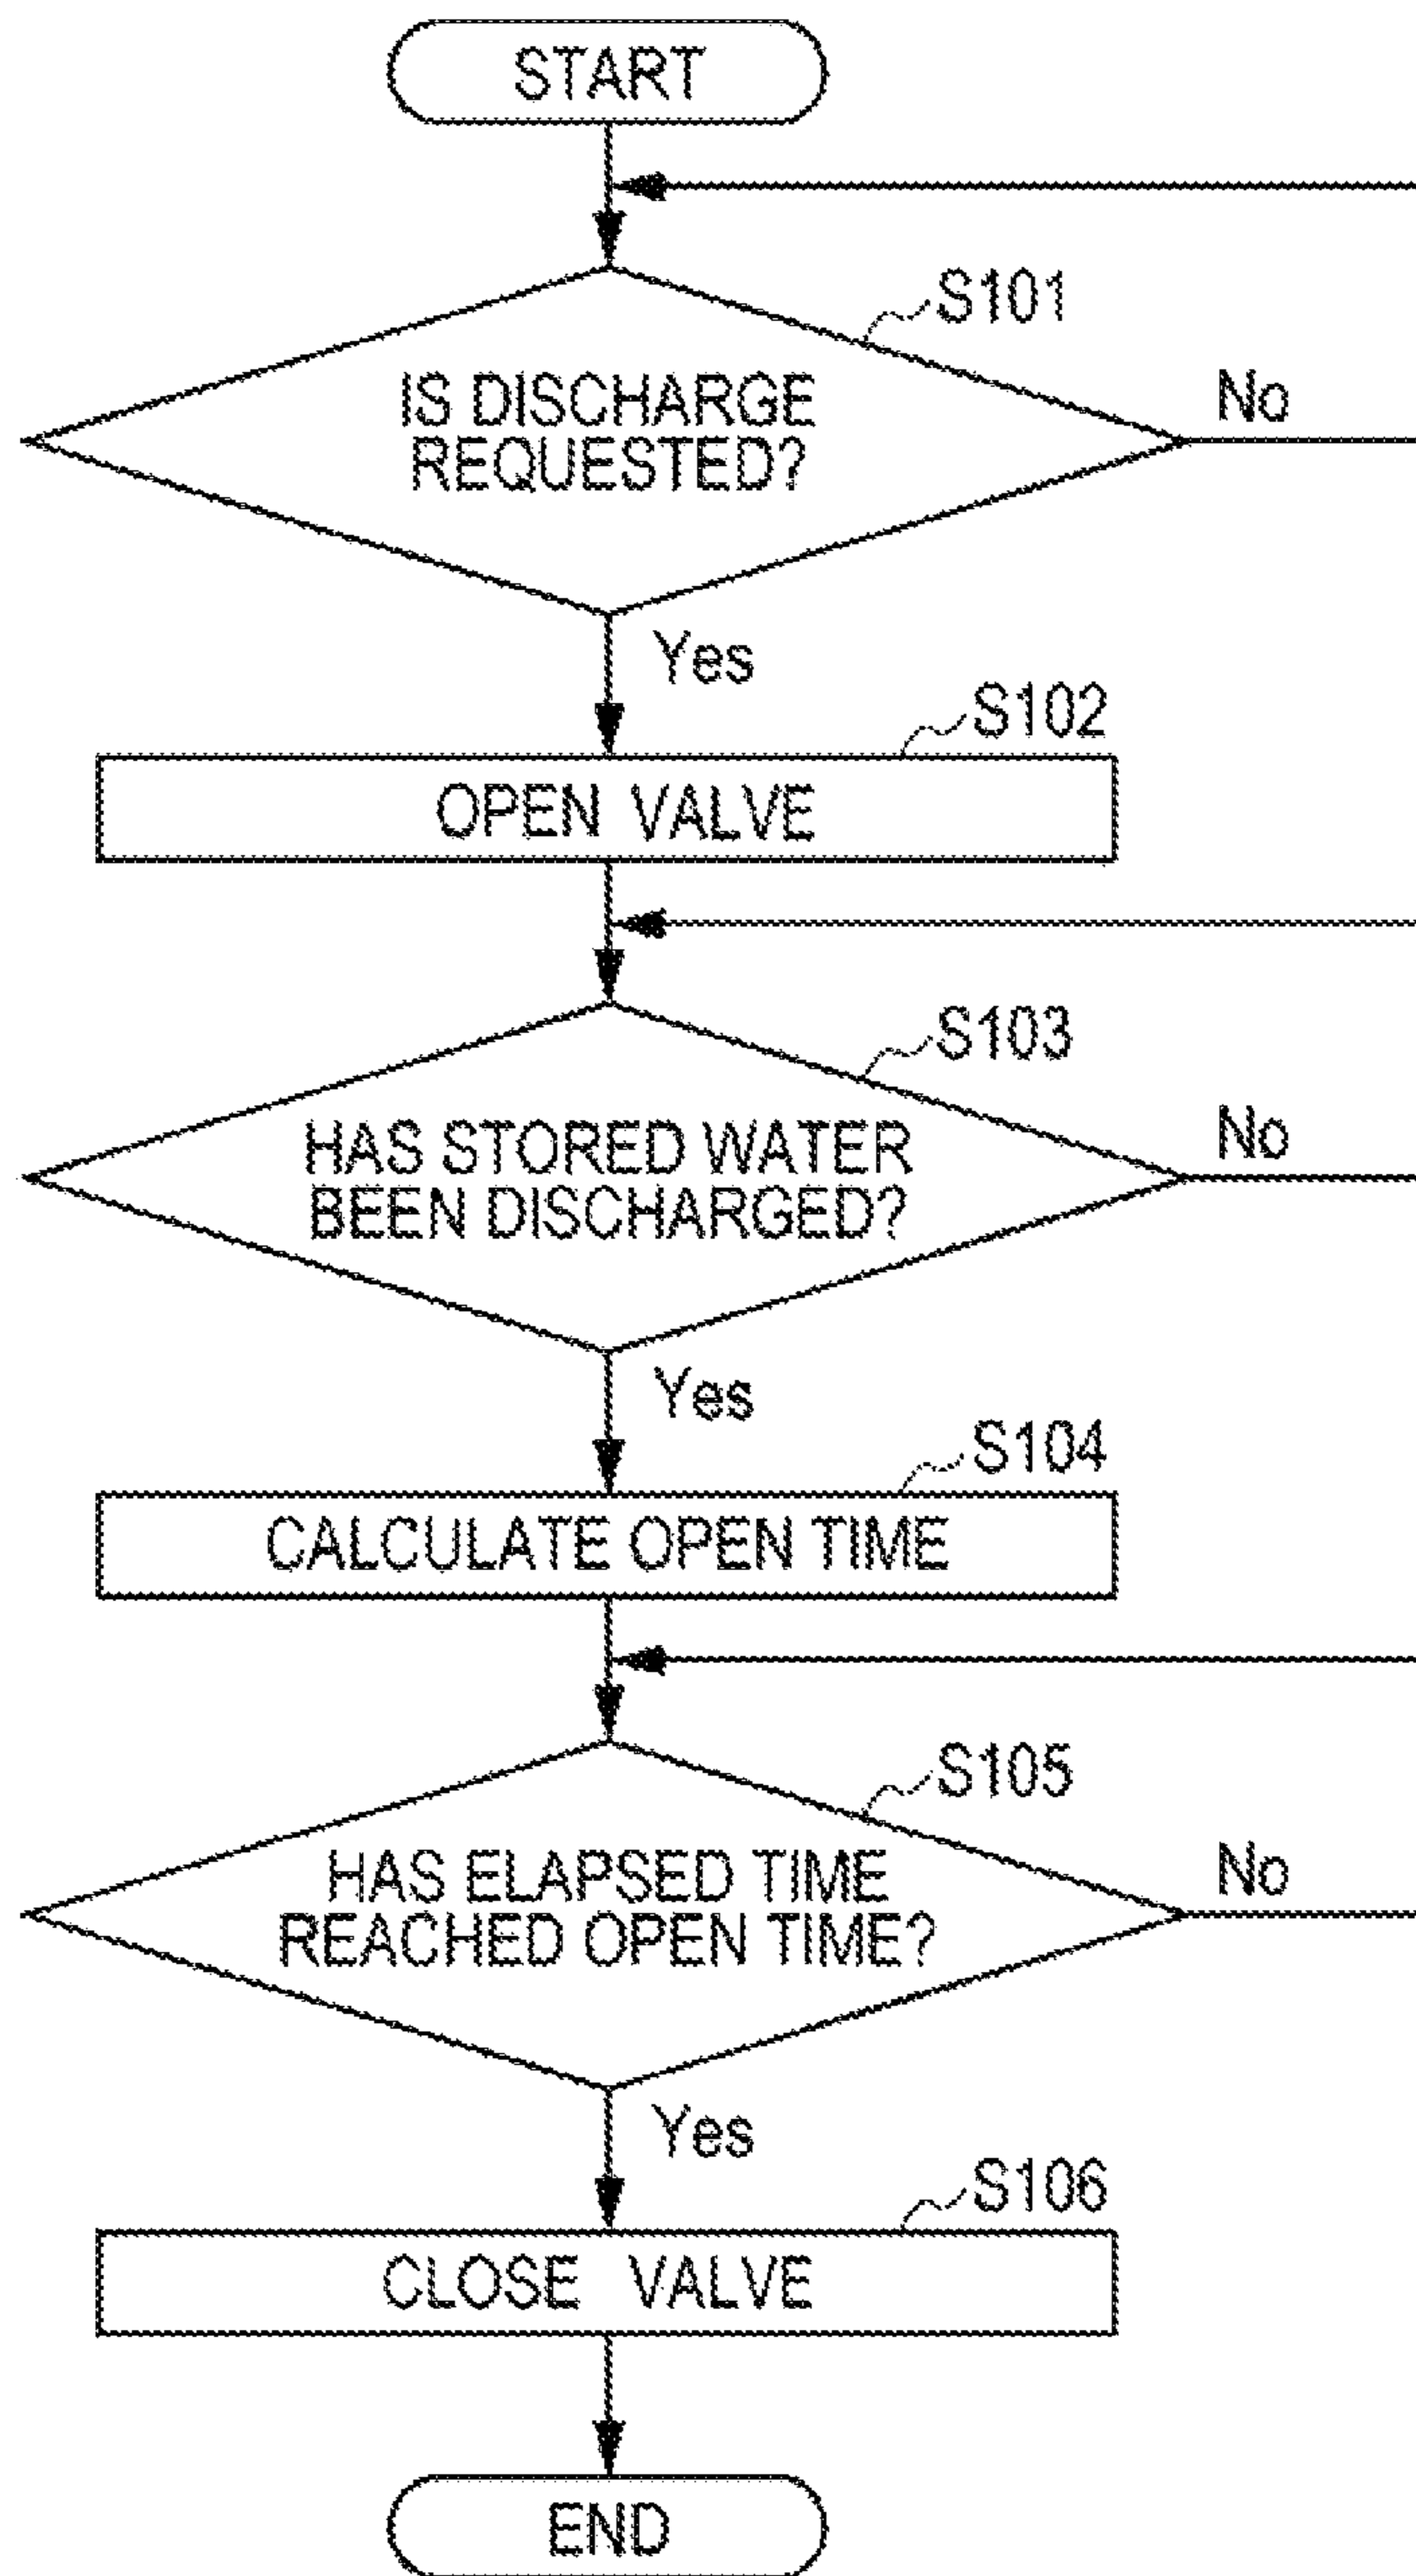 START
S101
IS DISCHARGE
REQUESTED?
No
Yes
S102
OPEN VALVE
S103
HAS STORED WATER
BEEN DISCHARGED?
No
Yes
S104
CALCULATE OPEN TIME
S105
HAS ELAPSED TIME
REACHED OPEN TIME?
No
Yes
S106
CLOSE VALVE
END